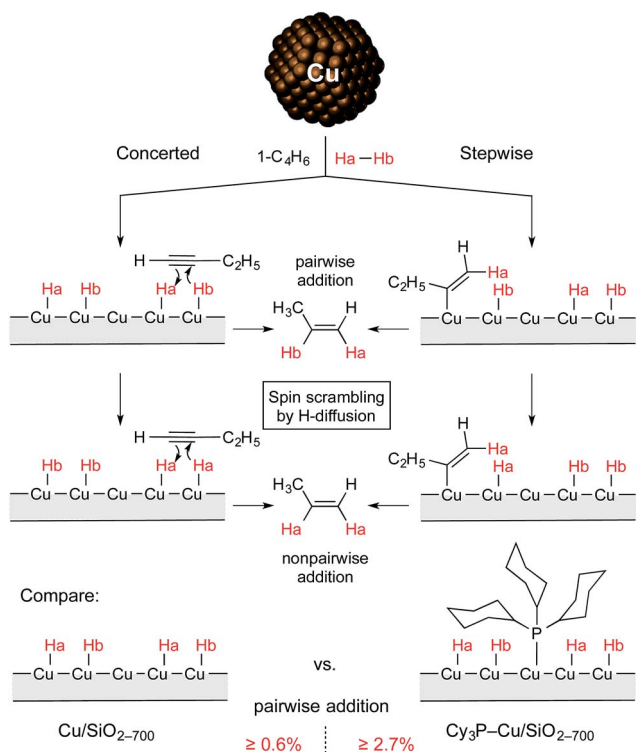 Cu
Concerted
1-C₄H₆
Ha—Hb
Stepwise
H C₂H₅
Ha Hb Ha Hb
Cu Cu Cu Cu Cu
pairwise
addition
H₃C H
Hb Ha
H
C₂H₅ Ha
Hb Ha Hb
Cu Cu Cu Cu Cu
Spin scrambling
by H-diffusion
H C₂H₅
Hb Hb Ha Ha
Cu Cu Cu Cu Cu
H₃C H
Ha Ha
nonpairwise
addition
H
C₂H₅ Ha
Ha Hb Hb
Cu Cu Cu Cu Cu
Compare:
Ha Hb Ha Hb
Cu Cu Cu Cu Cu
Cu/SiO₂₋₇₀₀
vs.
P
Ha Hb Ha Hb
Cu Cu Cu Cu Cu
Cy₃P–Cu/SiO₂₋₇₀₀
pairwise addition
≥ 0.6% ≥ 2.7%